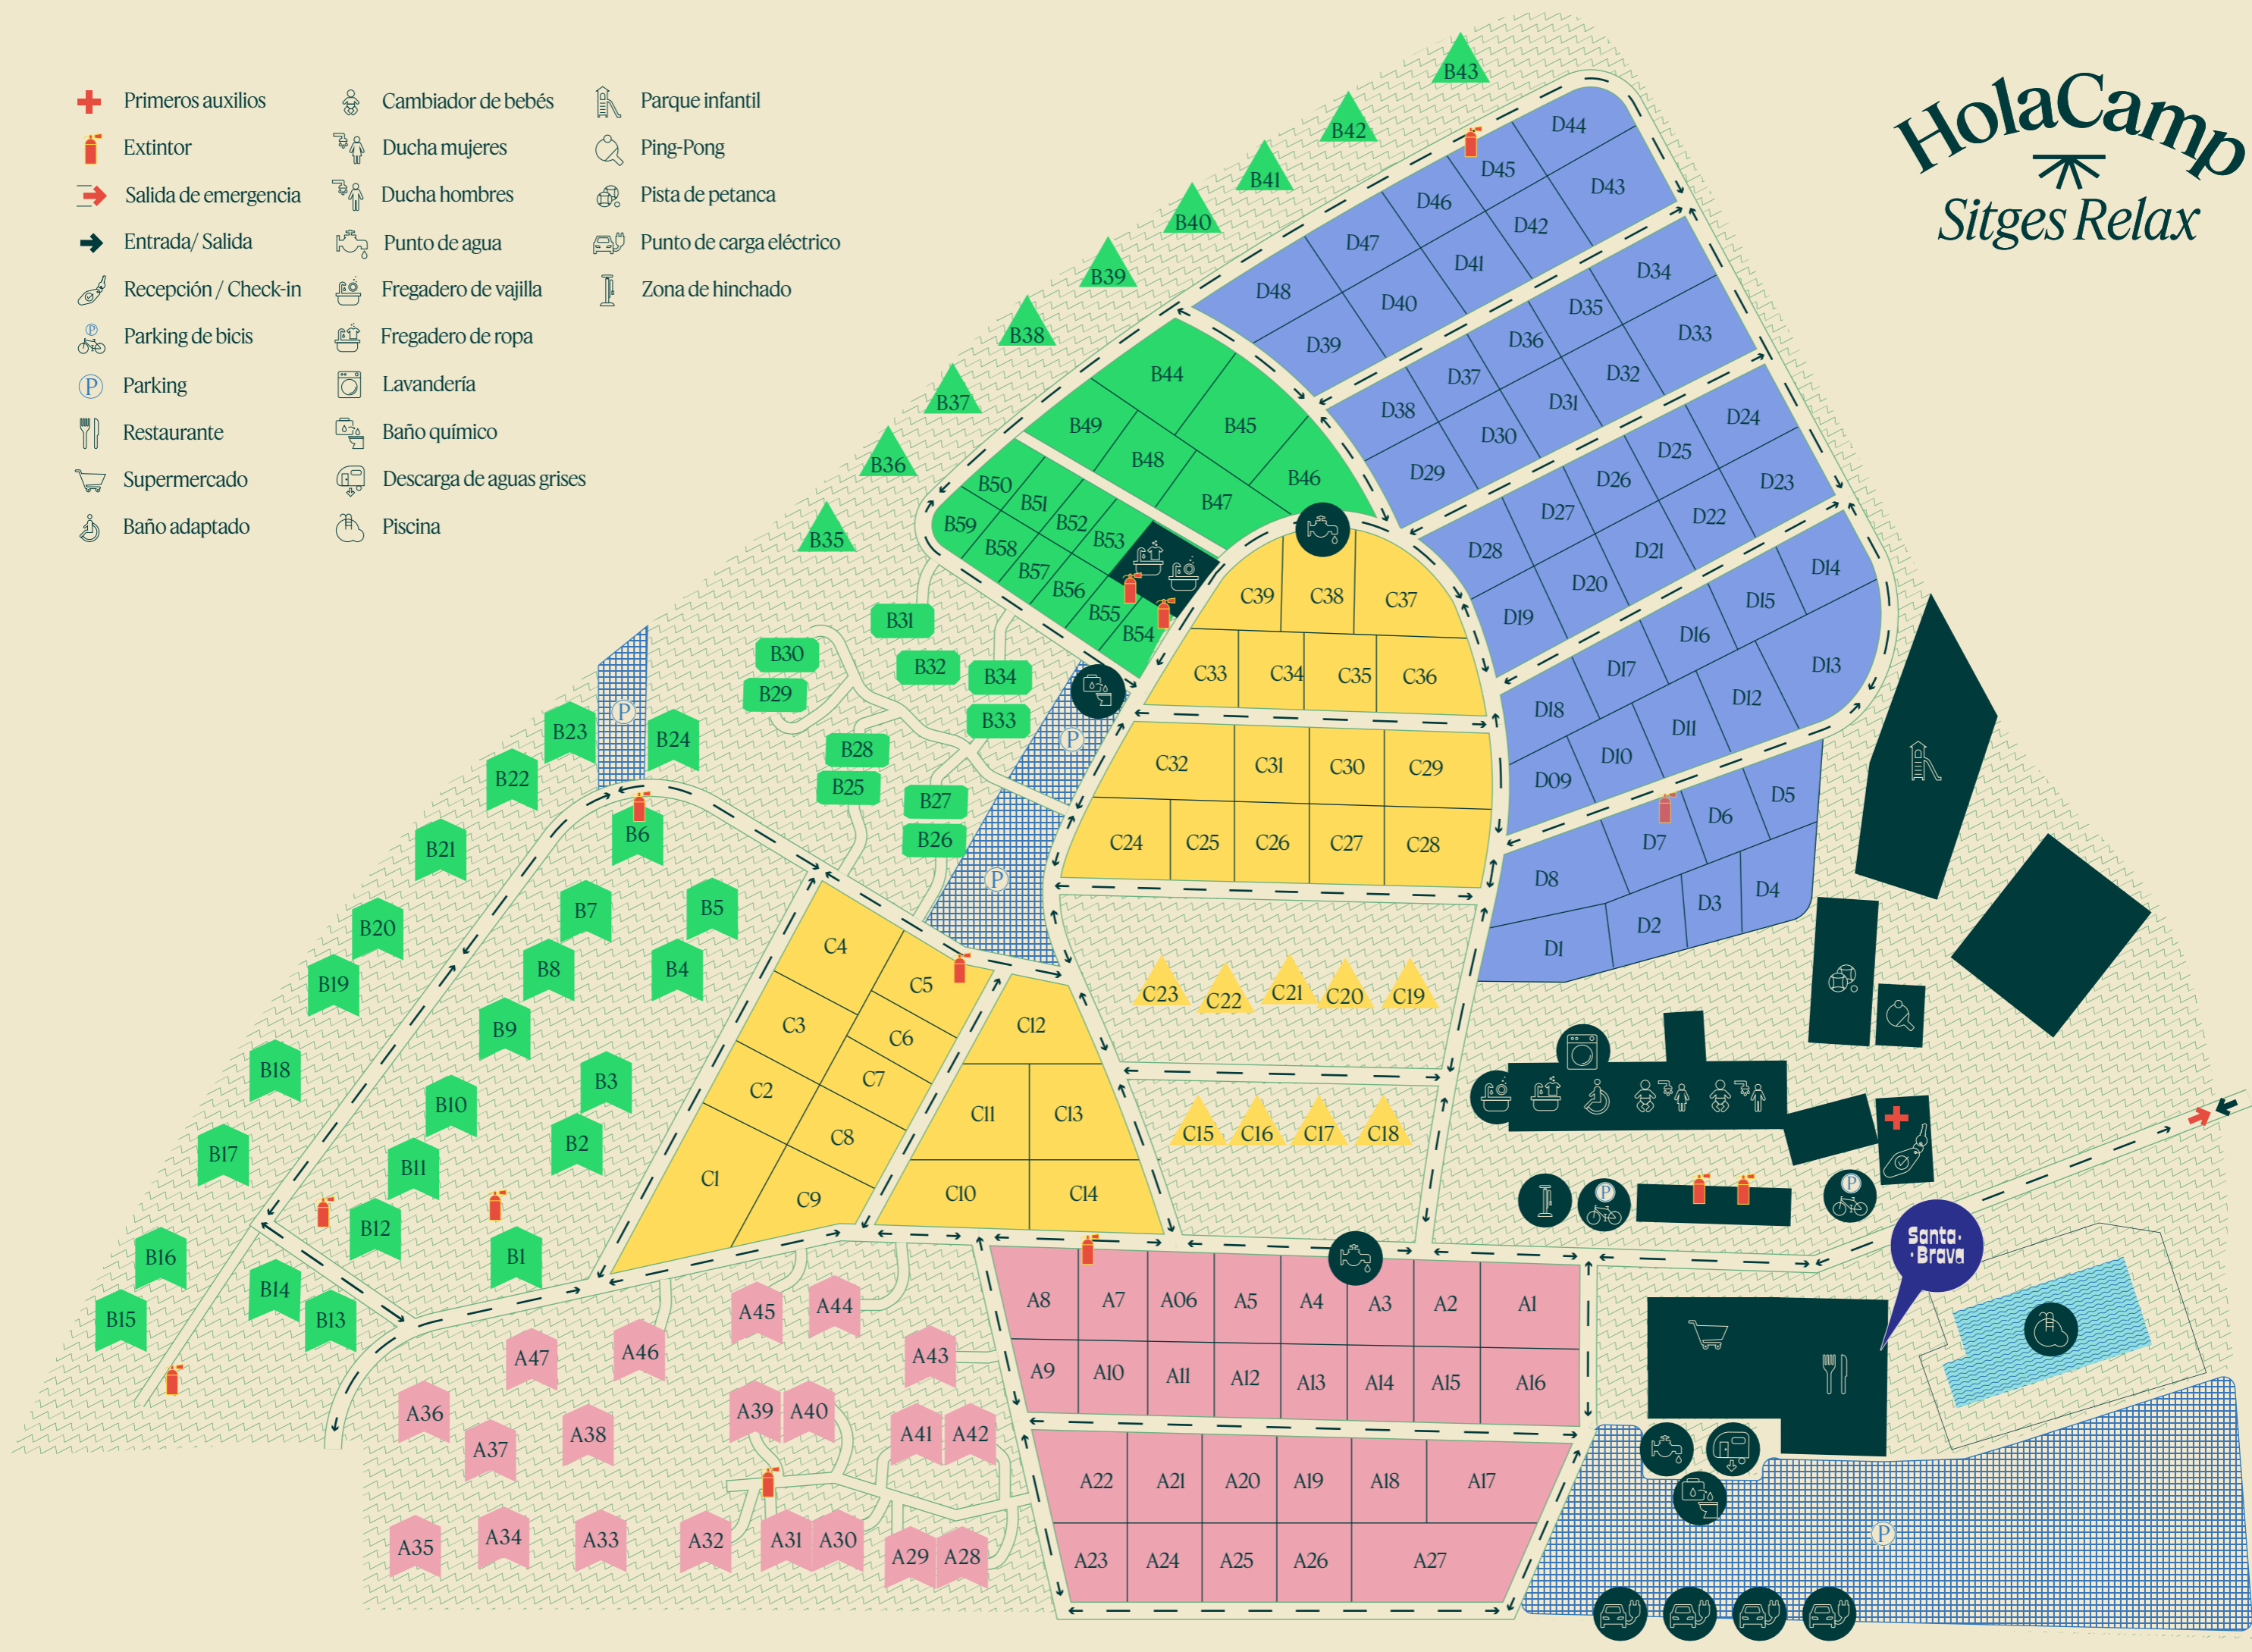 HolaCamp
Sitges Relax
Primeros auxilios
Extintor
Salida de emergencia
Entrada/ Salida
Recepción / Check-in
Parking de bicis
Parking
Restaurante
Supermercado
Baño adaptado
Cambiador de bebés
Ducha mujeres
Ducha hombres
Punto de agua
Fregadero de vajilla
Fregadero de ropa
Lavandería
Baño químico
Descarga de aguas grises
Piscina
Parque infantil
Ping-Pong
Pista de petanca
Punto de carga eléctrico
Zona de hinchado
P
P
B43
B42
B41
B40
B39
B38
B37
B36
B35
D44
D45
D43
D46
D42
D47
D41
D48
D40
D39
D34
D35
D33
D36
D32
D37
D31
D38
D30
D29
D24
D25
D23
D26
D22
D27
D21
D28
D20
D19
D14
D15
D16
D13
D17
D12
D18
D11
D10
D09
D5
D6
D7
D8
D4
D3
D2
D1
B44
B45
B49
B48
B46
B47
B50
B51
B52
B53
B59
B58
B57
B56
B55
B54
C39
C38
C37
C33
C34
C35
C36
C32
C31
C30
C29
C24
C25
C26
C27
C28
B31
B30
B32
B34
B29
B33
B28
B25
B27
B26
P
P
P
B23
B24
B22
B6
B21
B7
B5
B20
B8
B4
B19
B9
B18
B3
B10
B2
B17
B11
B12
B1
B16
B14
B15
B13
C4
C5
C3
C6
C2
C7
C8
C1
C9
C12
C11
C13
C10
C14
C23
C22
C21
C20
C19
C15
C16
C17
C18
P
P
Santa
Brava
A45
A44
A46
A43
A47
A36
A39
A40
A37
A38
A41
A42
A35
A34
A33
A32
A31
A30
A29
A28
A8
A7
A06
A5
A4
A3
A2
A1
A9
A10
A11
A12
A13
A14
A15
A16
A22
A21
A20
A19
A18
A17
A23
A24
A25
A26
A27
P